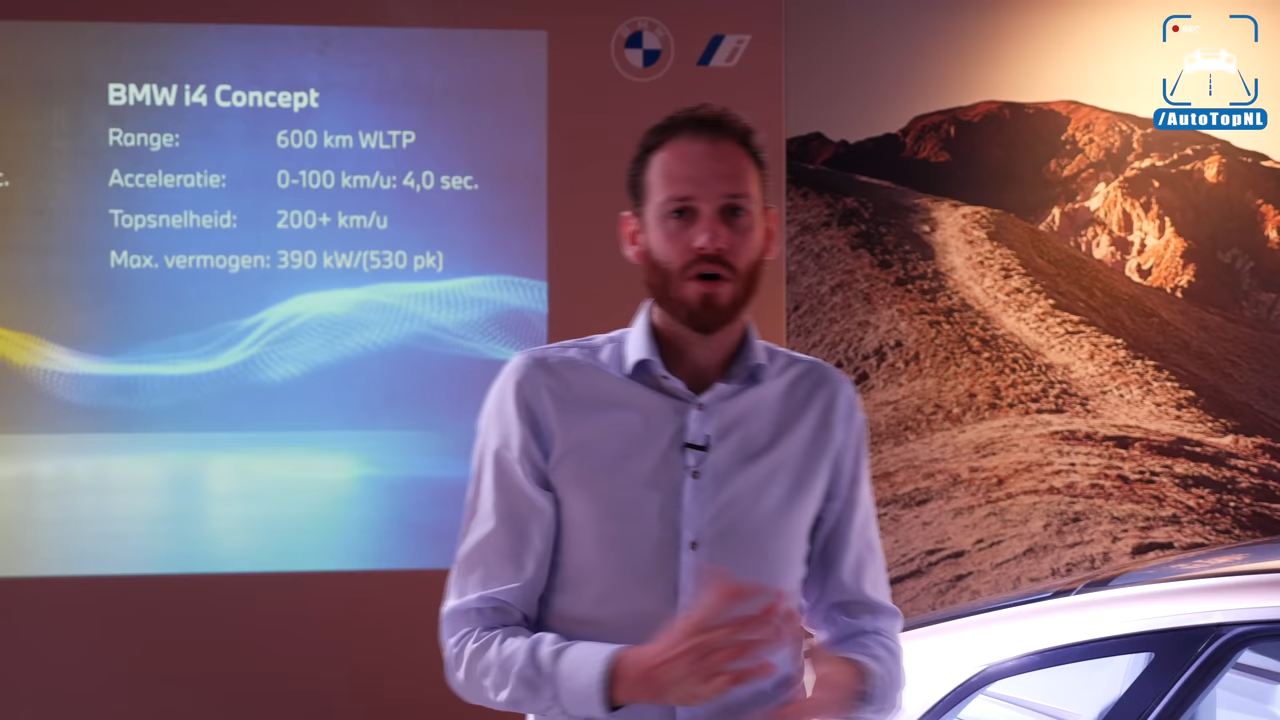 BMW i4 Concept
Range: 600 km WLTP
Acceleratie: 0-100 km/u: 4,0 sec.
Topsnelheid: 200+ km/u
Max. vermogen: 390 kW/(530 pk)
c.
BMW
i
/AutoTopNL